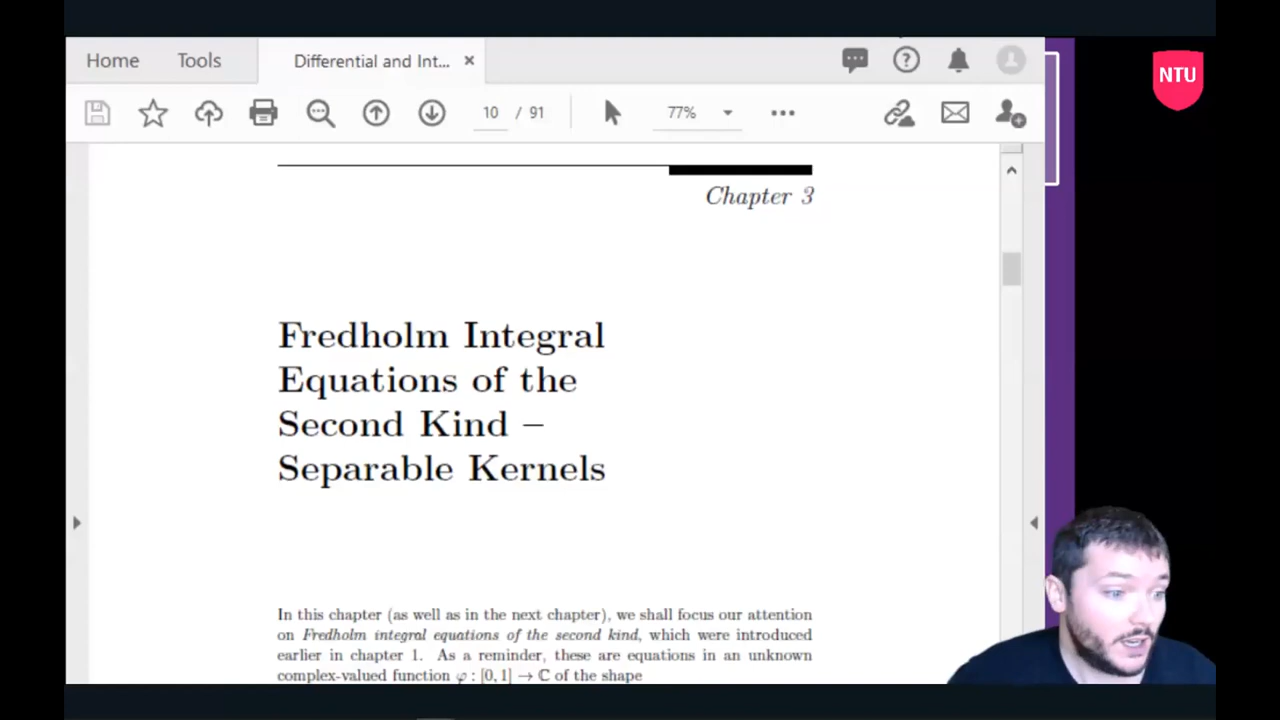 NTU
Home Tools Differential and Int... ×
10 / 91 77%
Chapter 3
Fredholm Integral
Equations of the
Second Kind –
Separable Kernels
In this chapter (as well as in the next chapter), we shall focus our attention
on Fredholm integral equations of the second kind, which were introduced
earlier in chapter 1. As a reminder, these are equations in an unknown
complex-valued function φ : [0, 1] → ℂ of the shape